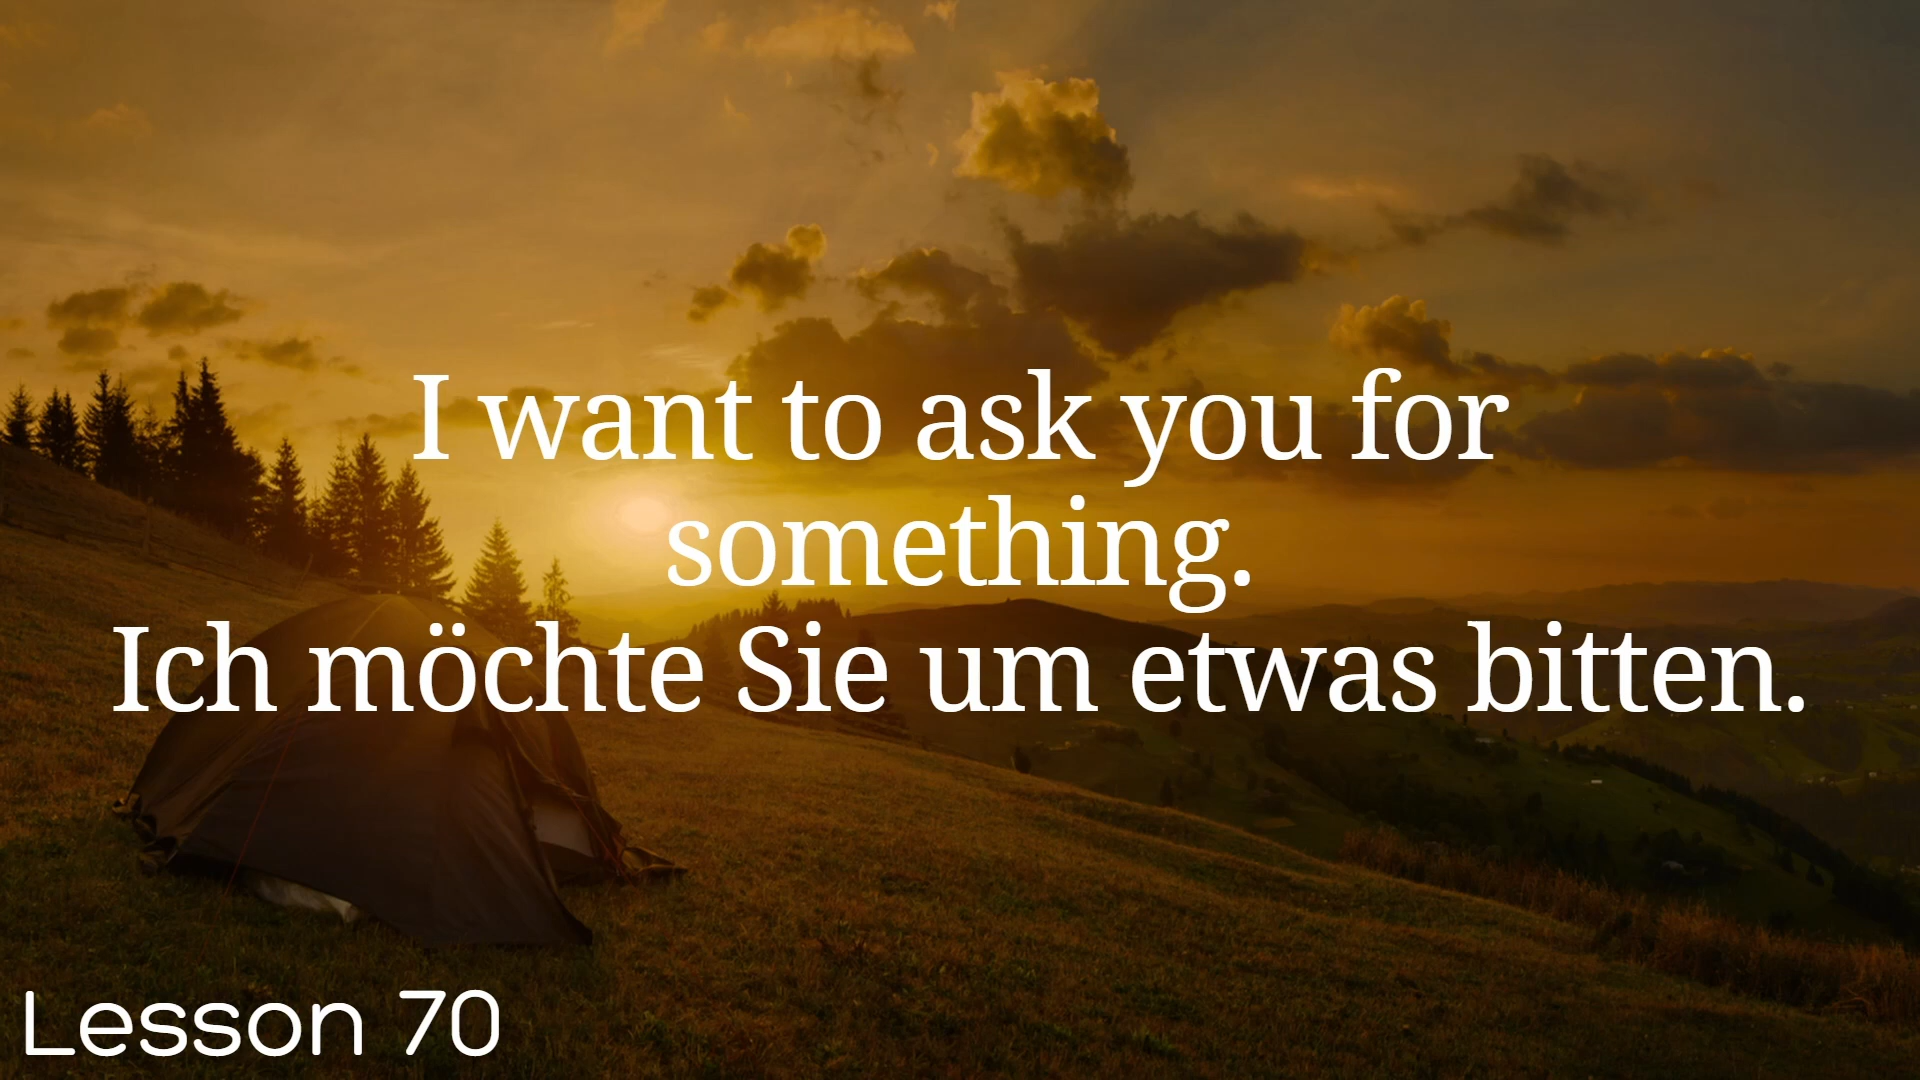 I want to ask you for
something.
Ich möchte Sie um etwas bitten.
Lesson 70